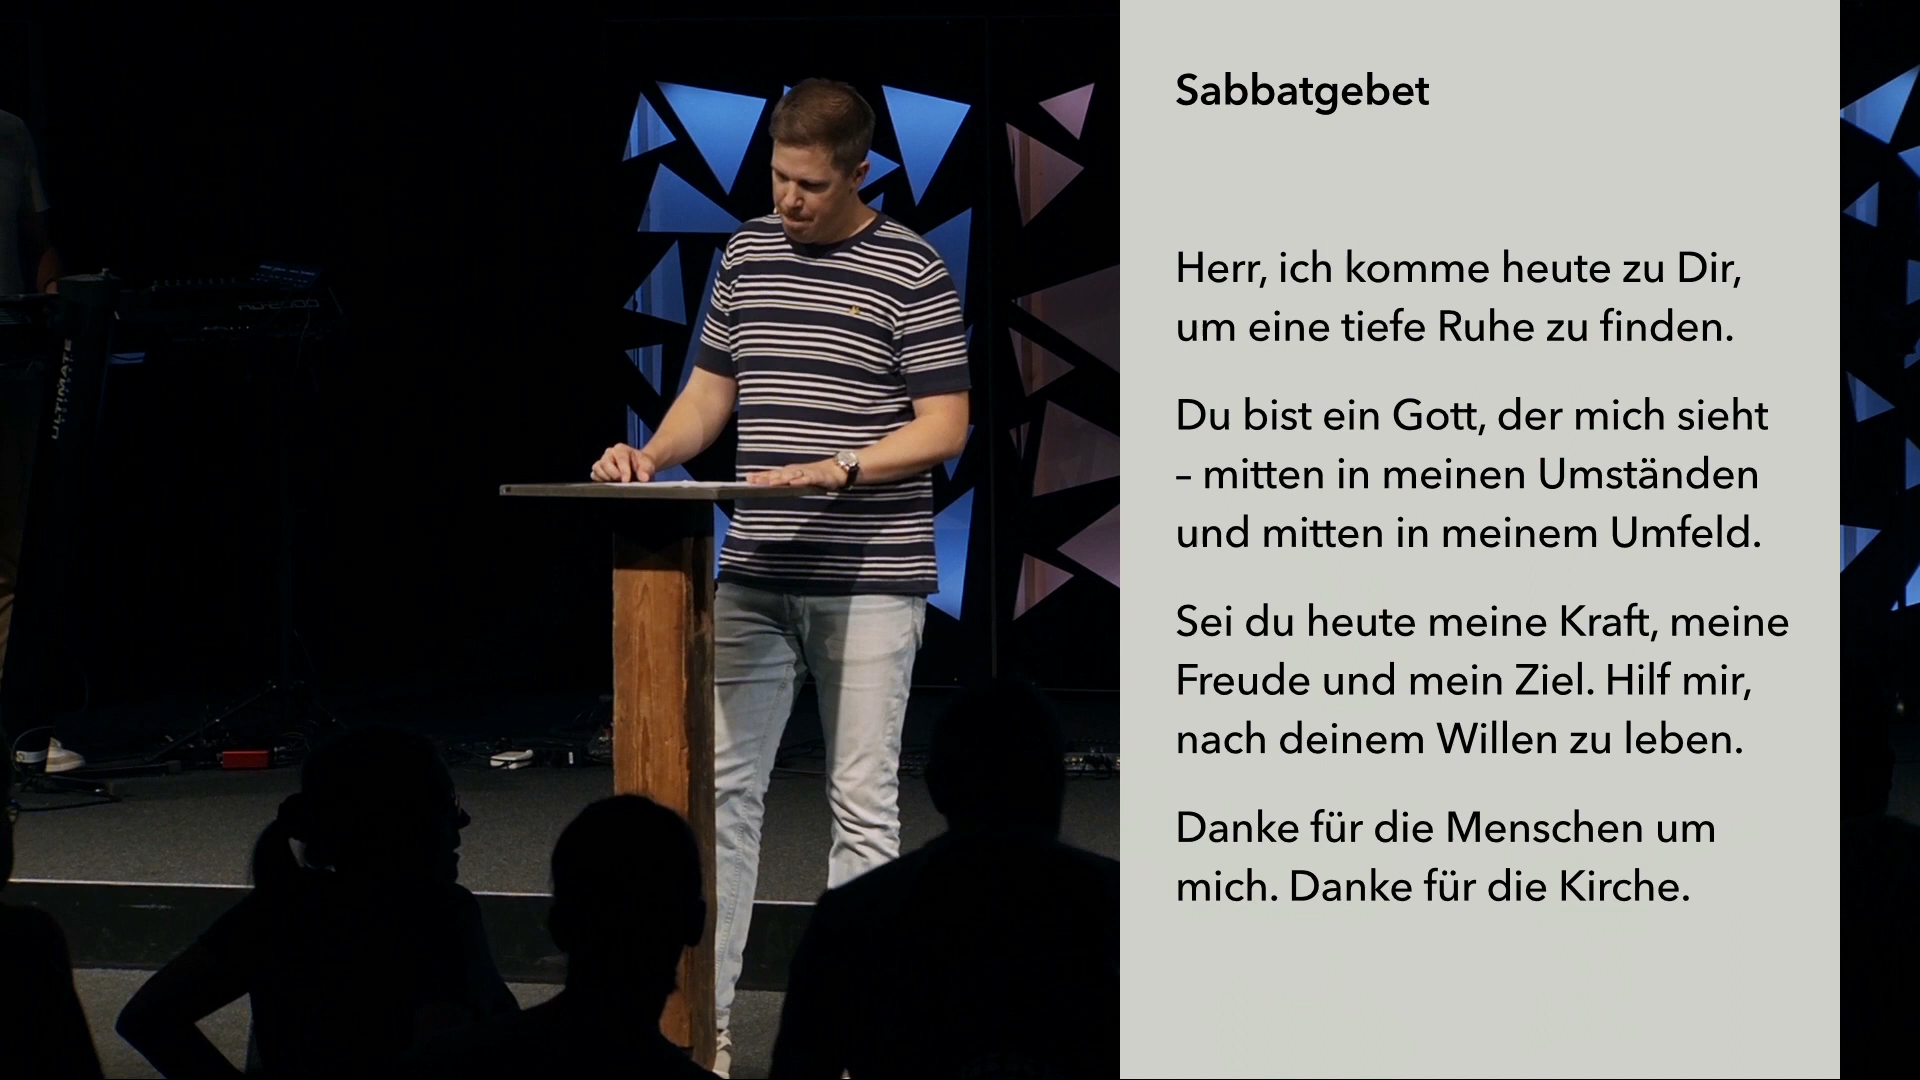 Sabbatgebet
Herr, ich komme heute zu Dir,
um eine tiefe Ruhe zu finden.
Du bist ein Gott, der mich sieht
– mitten in meinen Umständen
und mitten in meinem Umfeld.
Sei du heute meine Kraft, meine
Freude und mein Ziel. Hilf mir,
nach deinem Willen zu leben.
Danke für die Menschen um
mich. Danke für die Kirche.
ULTIMATE